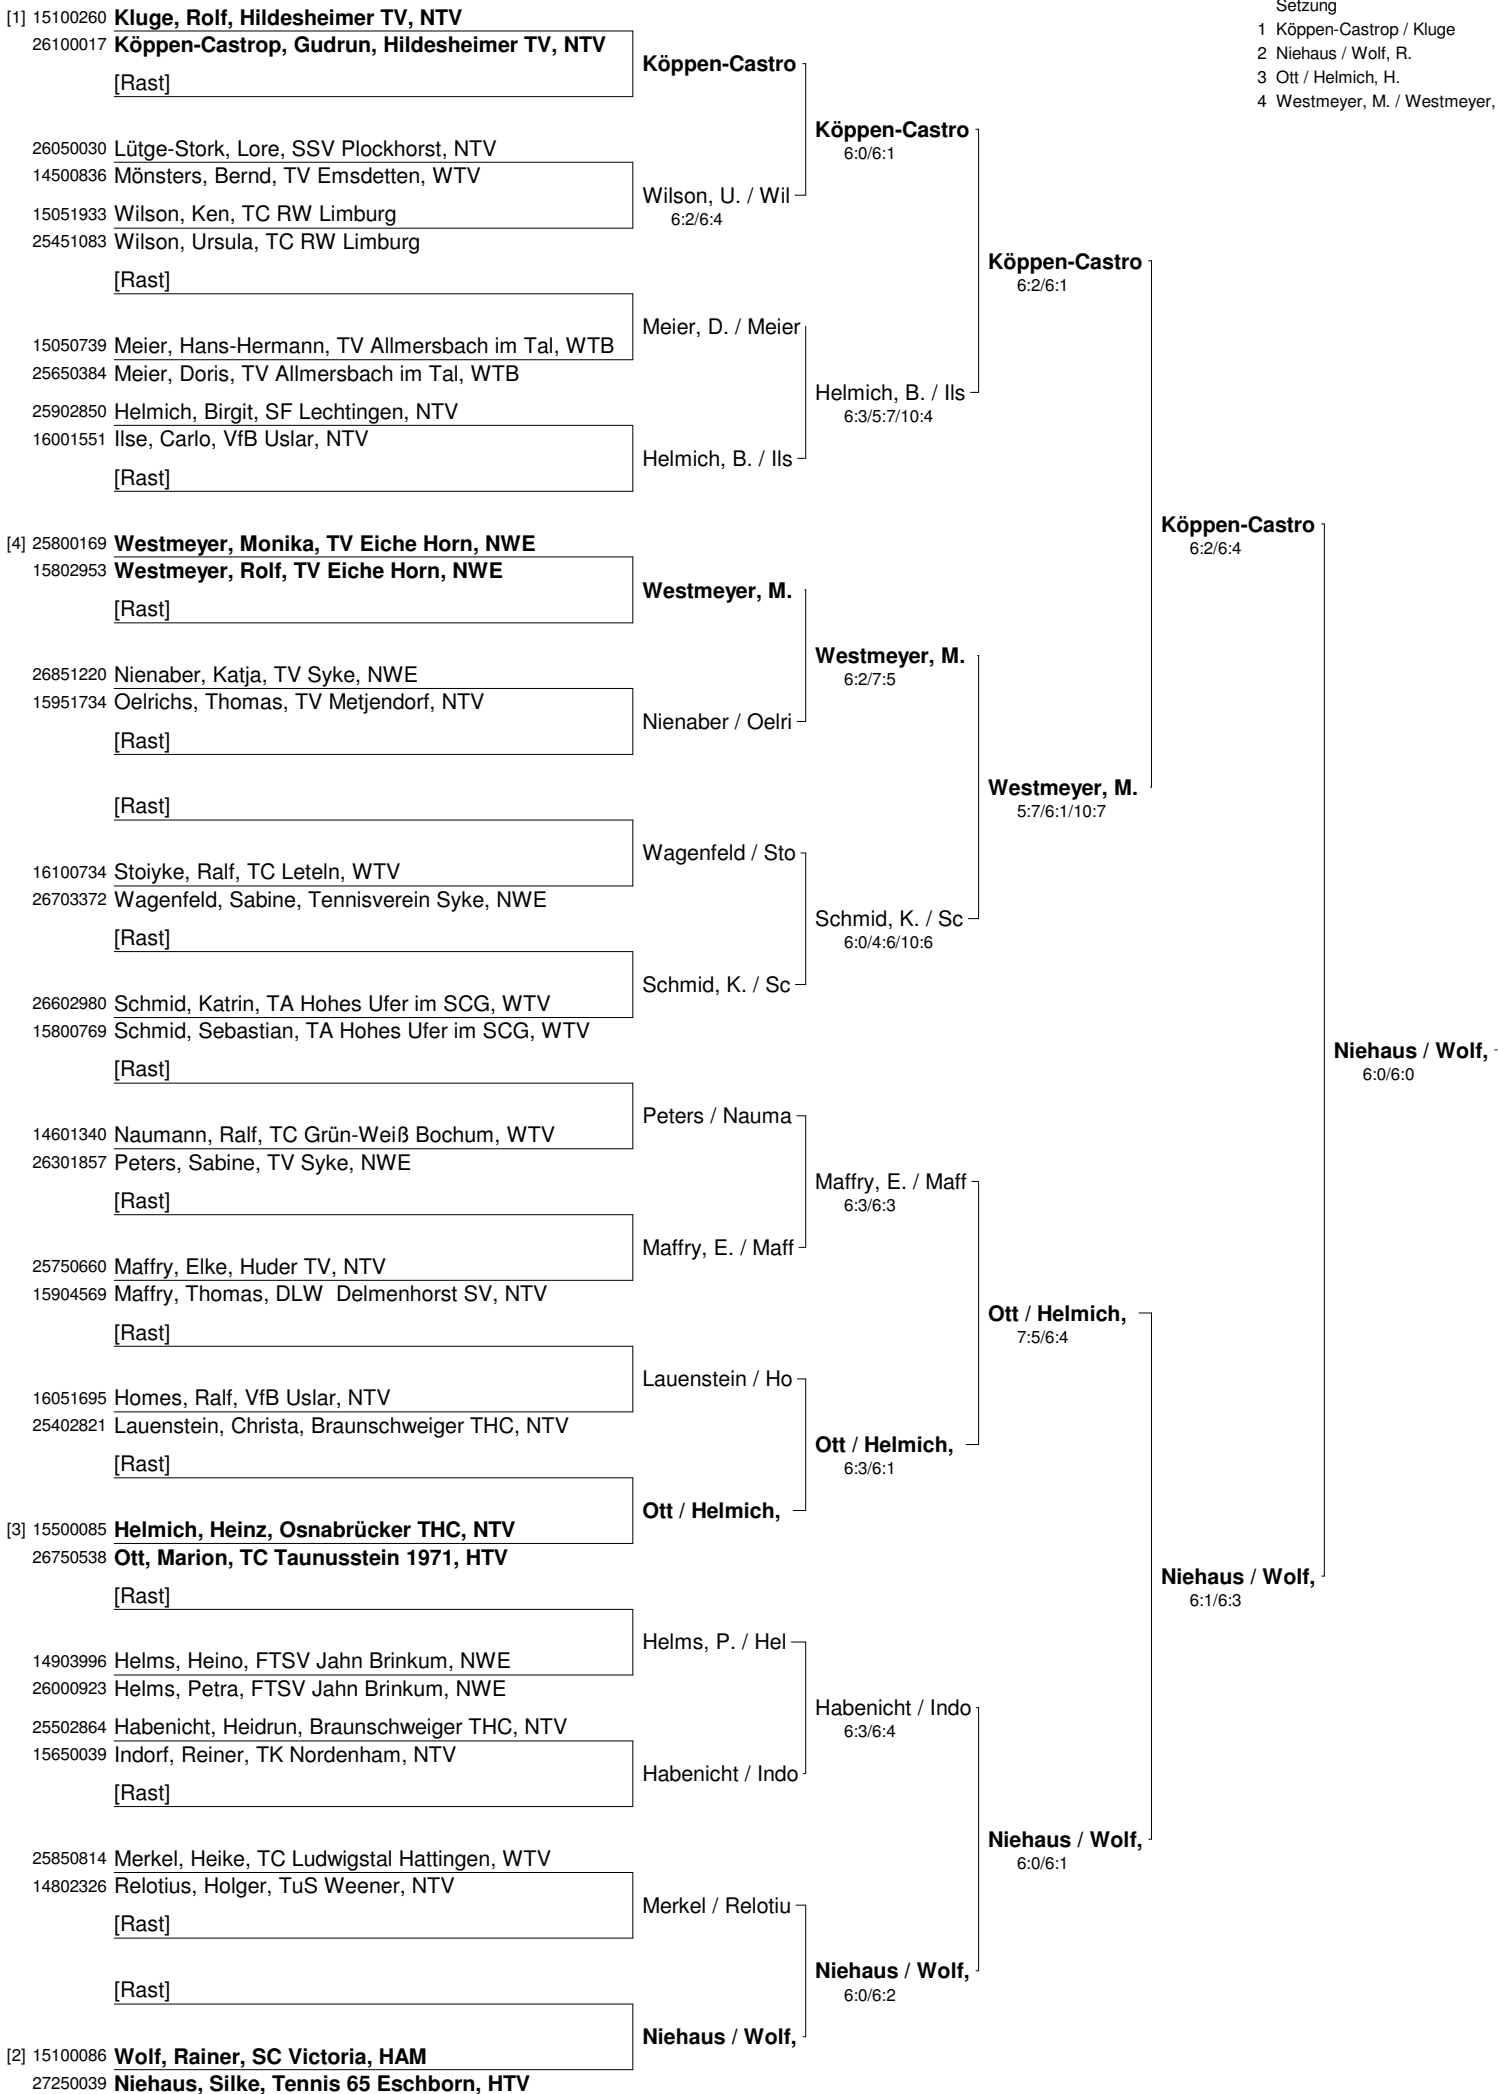 Setzung
1 Köppen-Castrop / Kluge
2 Niehaus / Wolf, R.
3 Ott / Helmich, H.
4 Westmeyer, M. / Westmeyer,
[1] 15100260 Kluge, Rolf, Hildesheimer TV, NTV
26100017 Köppen-Castrop, Gudrun, Hildesheimer TV, NTV
Köppen-Castro
[Rast]
Köppen-Castro
6:0/6:1
26050030 Lütge-Stork, Lore, SSV Plockhorst, NTV
14500836 Mönsters, Bernd, TV Emsdetten, WTV
Wilson, U. / Wil
6:2/6:4
15051933 Wilson, Ken, TC RW Limburg
25451083 Wilson, Ursula, TC RW Limburg
Köppen-Castro
6:2/6:1
[Rast]
Meier, D. / Meier
15050739 Meier, Hans-Hermann, TV Allmersbach im Tal, WTB
25650384 Meier, Doris, TV Allmersbach im Tal, WTB
Helmich, B. / Ils
6:3/5:7/10:4
25902850 Helmich, Birgit, SF Lechtingen, NTV
16001551 Ilse, Carlo, VfB Uslar, NTV
Helmich, B. / Ils
[Rast]
Köppen-Castro
6:2/6:4
[4] 25800169 Westmeyer, Monika, TV Eiche Horn, NWE
15802953 Westmeyer, Rolf, TV Eiche Horn, NWE
Westmeyer, M.
[Rast]
Westmeyer, M.
6:2/7:5
26851220 Nienaber, Katja, TV Syke, NWE
15951734 Oelrichs, Thomas, TV Metjendorf, NTV
Nienaber / Oelri
[Rast]
Westmeyer, M.
5:7/6:1/10:7
[Rast]
Wagenfeld / Sto
16100734 Stoiyke, Ralf, TC Leteln, WTV
26703372 Wagenfeld, Sabine, Tennisverein Syke, NWE
Schmid, K. / Sc
6:0/4:6/10:6
[Rast]
Schmid, K. / Sc
26602980 Schmid, Katrin, TA Hohes Ufer im SCG, WTV
15800769 Schmid, Sebastian, TA Hohes Ufer im SCG, WTV
Niehaus / Wolf,
6:0/6:0
[Rast]
Peters / Nauma
14601340 Naumann, Ralf, TC Grün-Weiß Bochum, WTV
26301857 Peters, Sabine, TV Syke, NWE
Maffry, E. / Maff
6:3/6:3
[Rast]
Maffry, E. / Maff
25750660 Maffry, Elke, Huder TV, NTV
15904569 Maffry, Thomas, DLW  Delmenhorst SV, NTV
Ott / Helmich,
7:5/6:4
[Rast]
Lauenstein / Ho
16051695 Homes, Ralf, VfB Uslar, NTV
25402821 Lauenstein, Christa, Braunschweiger THC, NTV
Ott / Helmich,
6:3/6:1
[Rast]
Ott / Helmich,
[3] 15500085 Helmich, Heinz, Osnabrücker THC, NTV
26750538 Ott, Marion, TC Taunusstein 1971, HTV
Niehaus / Wolf,
6:1/6:3
[Rast]
Helms, P. / Hel
14903996 Helms, Heino, FTSV Jahn Brinkum, NWE
26000923 Helms, Petra, FTSV Jahn Brinkum, NWE
Habenicht / Indo
6:3/6:4
25502864 Habenicht, Heidrun, Braunschweiger THC, NTV
15650039 Indorf, Reiner, TK Nordenham, NTV
Habenicht / Indo
[Rast]
Niehaus / Wolf,
6:0/6:1
25850814 Merkel, Heike, TC Ludwigstal Hattingen, WTV
14802326 Relotius, Holger, TuS Weener, NTV
Merkel / Relotiu
[Rast]
Niehaus / Wolf,
6:0/6:2
[Rast]
Niehaus / Wolf,
[2] 15100086 Wolf, Rainer, SC Victoria, HAM
27250039 Niehaus, Silke, Tennis 65 Eschborn, HTV